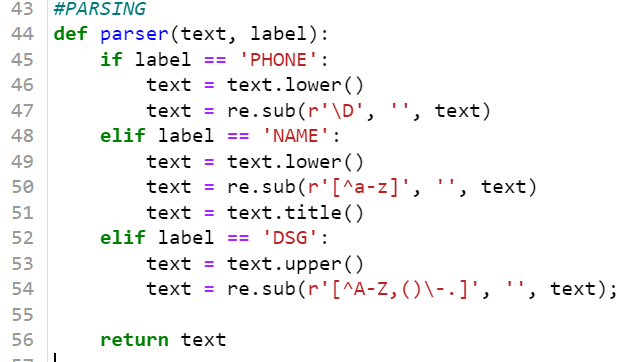 43 #PARSING
44 def parser(text, label):
45     if label == 'PHONE':
46         text = text.lower()
47         text = re.sub(r'\D', '', text)
48     elif label == 'NAME':
49         text = text.lower()
50         text = re.sub(r'[^a-z]', '', text)
51         text = text.title()
52     elif label == 'DSG':
53         text = text.upper()
54         text = re.sub(r'[^A-Z,()\-.]', '', text);
55
56     return text